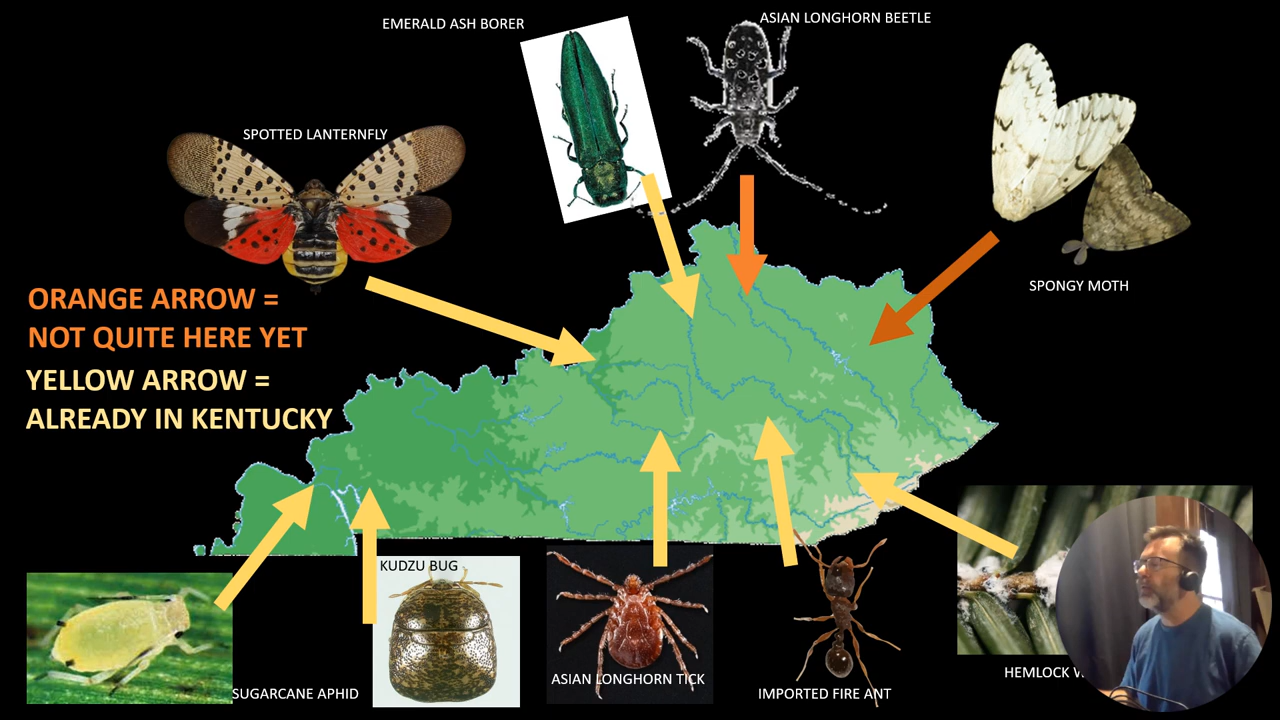 EMERALD ASH BORER
ASIAN LONGHORN BEETLE
SPOTTED LANTERNFLY
SPONGY MOTH
ORANGE ARROW =
NOT QUITE HERE YET
YELLOW ARROW =
ALREADY IN KENTUCKY
KUDZU BUG
SUGARCANE APHID
ASIAN LONGHORN TICK
IMPORTED FIRE ANT
HEMLOCK